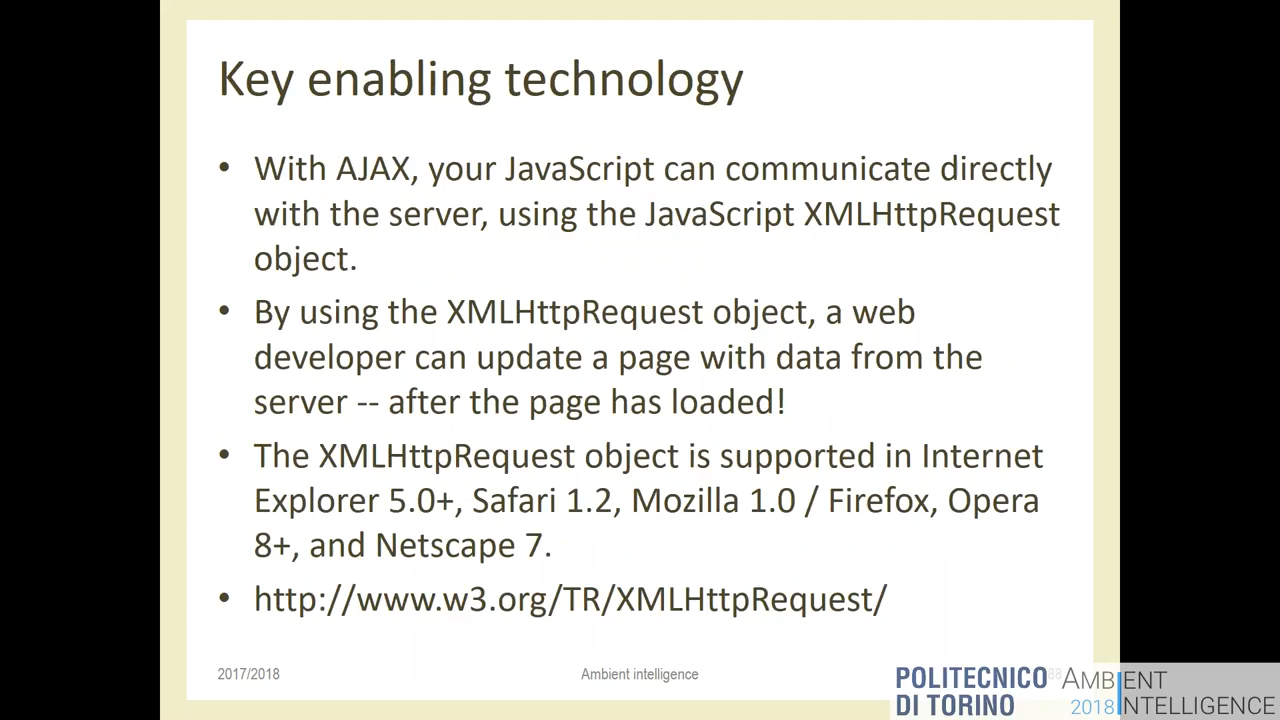 Key enabling technology
• With AJAX, your JavaScript can communicate directly
with the server, using the JavaScript XMLHttpRequest
object.
• By using the XMLHttpRequest object, a web
developer can update a page with data from the
server -- after the page has loaded!
• The XMLHttpRequest object is supported in Internet
Explorer 5.0+, Safari 1.2, Mozilla 1.0 / Firefox, Opera
8+, and Netscape 7.
• http://www.w3.org/TR/XMLHttpRequest/
2017/2018
Ambient intelligence
POLITECNICO
DI TORINO
AMBIENT
2018 INTELLIGENCE